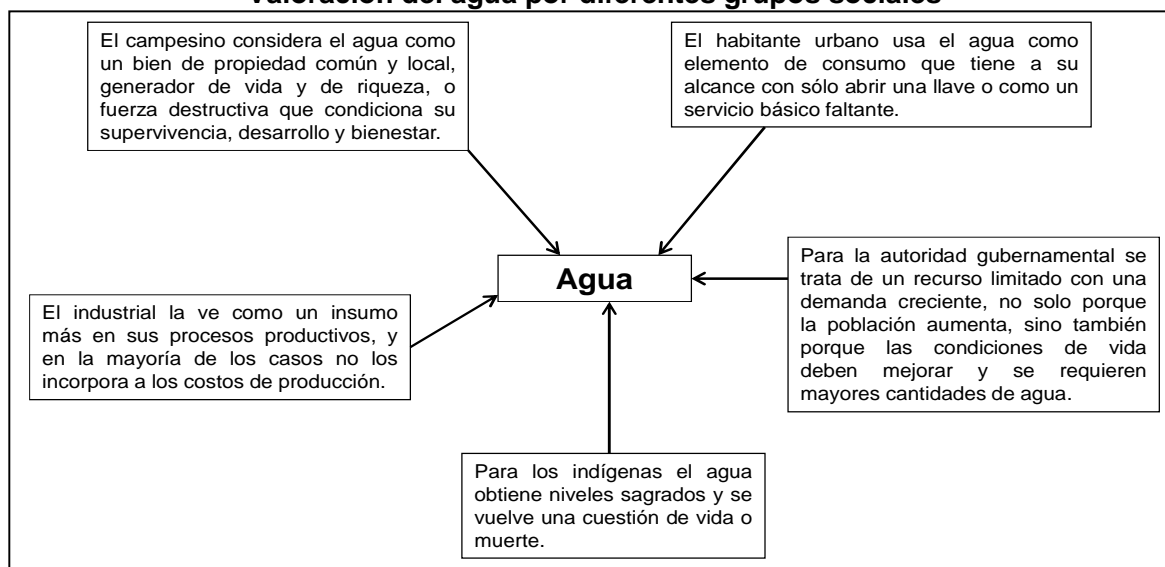 Valoración del agua por diferentes grupos sociales
El campesino considera el agua como
un bien de propiedad común y local,
generador de vida y de riqueza, o
fuerza destructiva que condiciona su
supervivencia, desarrollo y bienestar.
El habitante urbano usa el agua como
elemento de consumo que tiene a su
alcance con sólo abrir una llave o como un
servicio básico faltante.
Agua
Para la autoridad gubernamental se
trata de un recurso limitado con una
demanda creciente, no solo porque
la población aumenta, sino también
porque las condiciones de vida
deben mejorar y se requieren
mayores cantidades de agua.
El industrial la ve como un insumo
más en sus procesos productivos, y
en la mayoría de los casos no los
incorpora a los costos de producción.
Para los indígenas el agua
obtiene niveles sagrados y se
vuelve una cuestión de vida o
muerte.